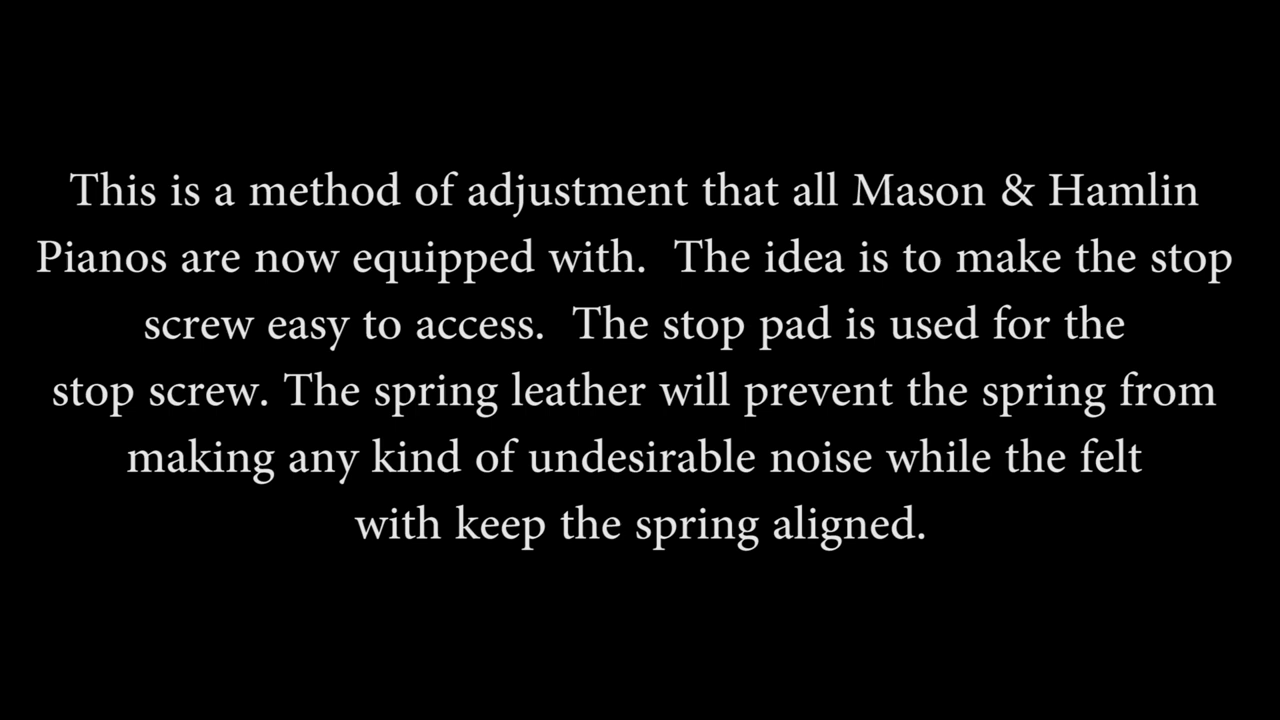 This is a method of adjustment that all Mason & Hamlin
Pianos are now equipped with.  The idea is to make the stop
screw easy to access.  The stop pad is used for the
stop screw. The spring leather will prevent the spring from
making any kind of undesirable noise while the felt
with keep the spring aligned.